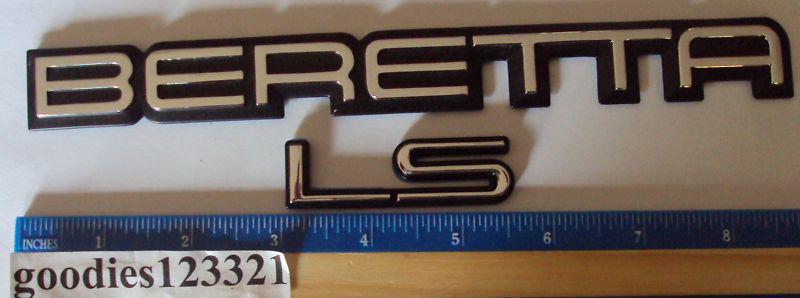 BERETTA
LS
INCHES 1 2 3 4 5 6 7 8
goodies123321